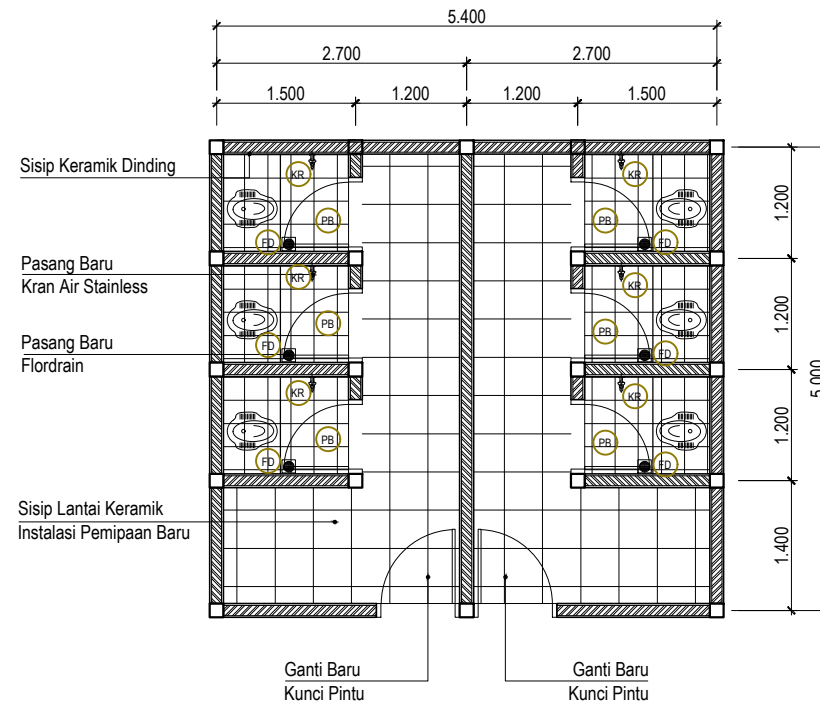 5.400
2.700 2.700
1.500 1.200 1.200 1.500
Sisip Keramik Dinding
KR KR
PB PB
FD FD
1.200
Pasang Baru
Kran Air Stainless
KR KR
PB PB
FD FD
1.200
Pasang Baru
Flordrain
KR KR
PB PB
FD FD
1.200
5.000
Sisip Lantai Keramik
Instalasi Pemipaan Baru
1.400
Ganti Baru
Kunci Pintu
Ganti Baru
Kunci Pintu